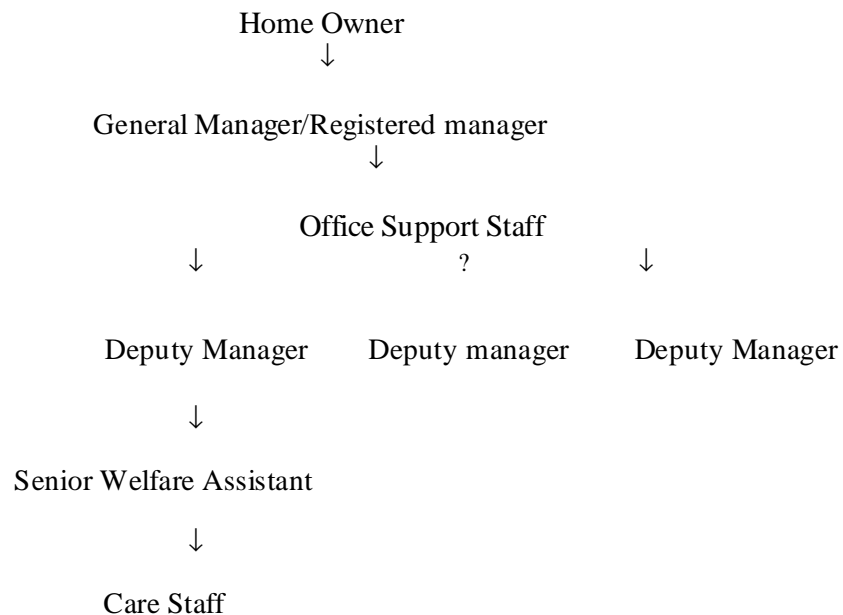 Home Owner
↓
General Manager/Registered manager
↓
Office Support Staff
↓ ? ↓
Deputy Manager Deputy manager Deputy Manager
↓
Senior Welfare Assistant
↓
Care Staff